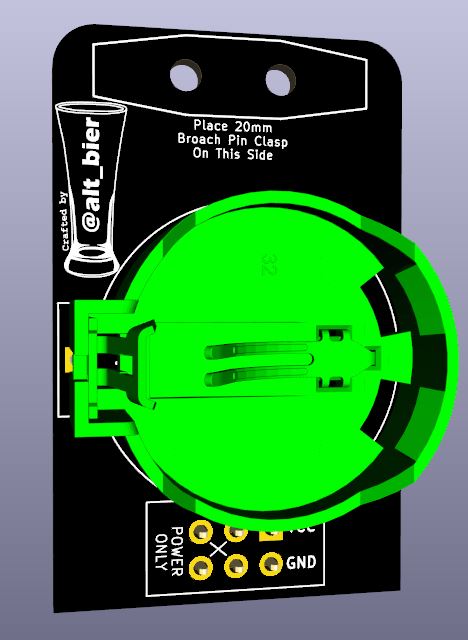 Place 20mm
Broach Pin Clasp
On This Side
Crafted by
@alt_bier
32
POWER
ONLY
VCC
GND